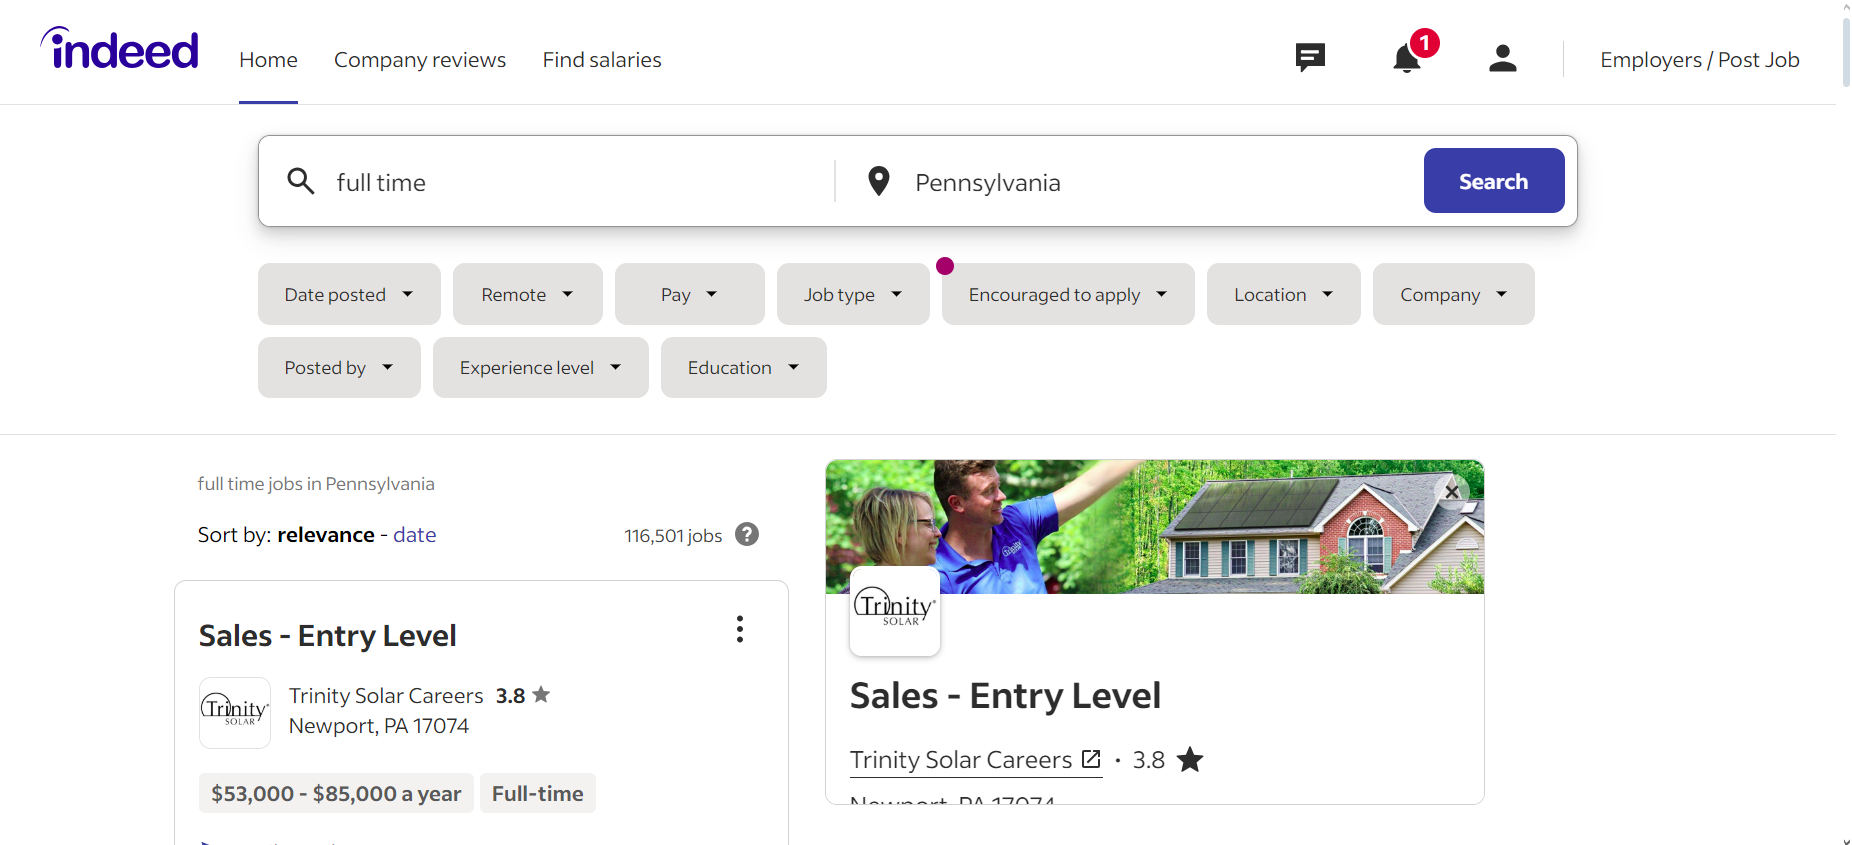 indeed
Home
Company reviews
Find salaries
1
Employers / Post Job
full time
Pennsylvania
Search
Date posted
Remote
Pay
Job type
Encouraged to apply
Location
Company
Posted by
Experience level
Education
full time jobs in Pennsylvania
Sort by: relevance - date
116,501 jobs
?
Sales - Entry Level
Trinity SOLAR
Trinity Solar Careers 3.8
Newport, PA 17074
$53,000 - $85,000 a year
Full-time
Trinity SOLAR
Sales - Entry Level
Trinity Solar Careers · 3.8
Newport, PA 17074